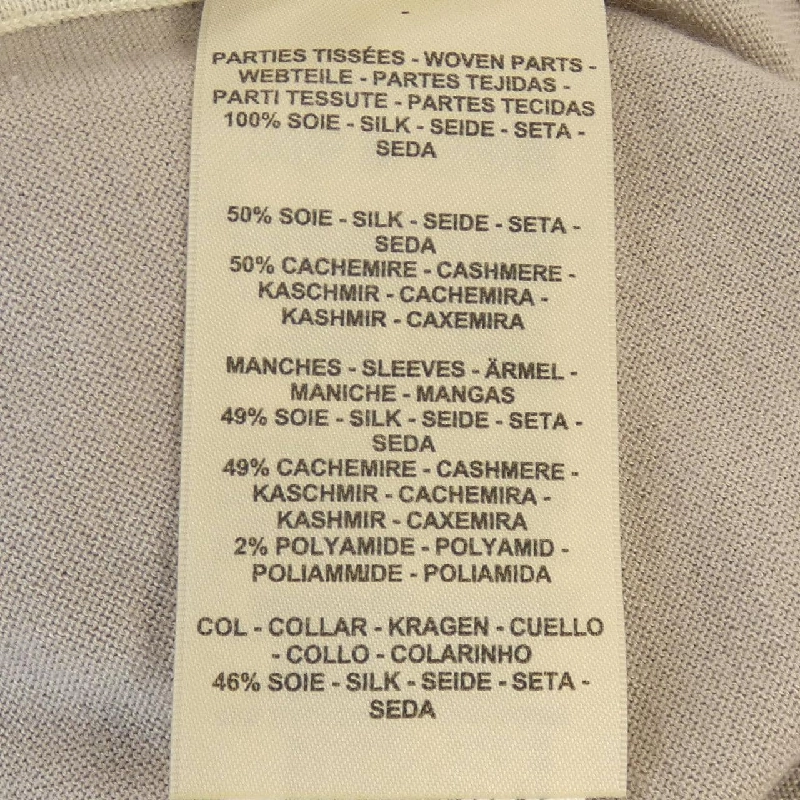 PARTIES TISSÉES - WOVEN PARTS -
WEBTEILE - PARTES TEJIDAS -
PARTI TESSUTE - PARTES TECIDAS
100% SOIE - SILK - SEIDE - SETA -
SEDA
50% SOIE - SILK - SEIDE - SETA -
SEDA
50% CACHEMIRE - CASHMERE -
KASCHMIR - CACHEMIRA -
KASHMIR - CAXEMIRA
MANCHES - SLEEVES - ÄRMEL -
MANICHE - MANGAS
49% SOIE - SILK - SEIDE - SETA -
SEDA
49% CACHEMIRE - CASHMERE -
KASCHMIR - CACHEMIRA -
KASHMIR - CAXEMIRA
2% POLYAMIDE - POLYAMID -
POLIAMMIDE - POLIAMIDA
COL - COLLAR - KRAGEN - CUELLO
- COLLO - COLARINHO
46% SOIE - SILK - SEIDE - SETA -
SEDA